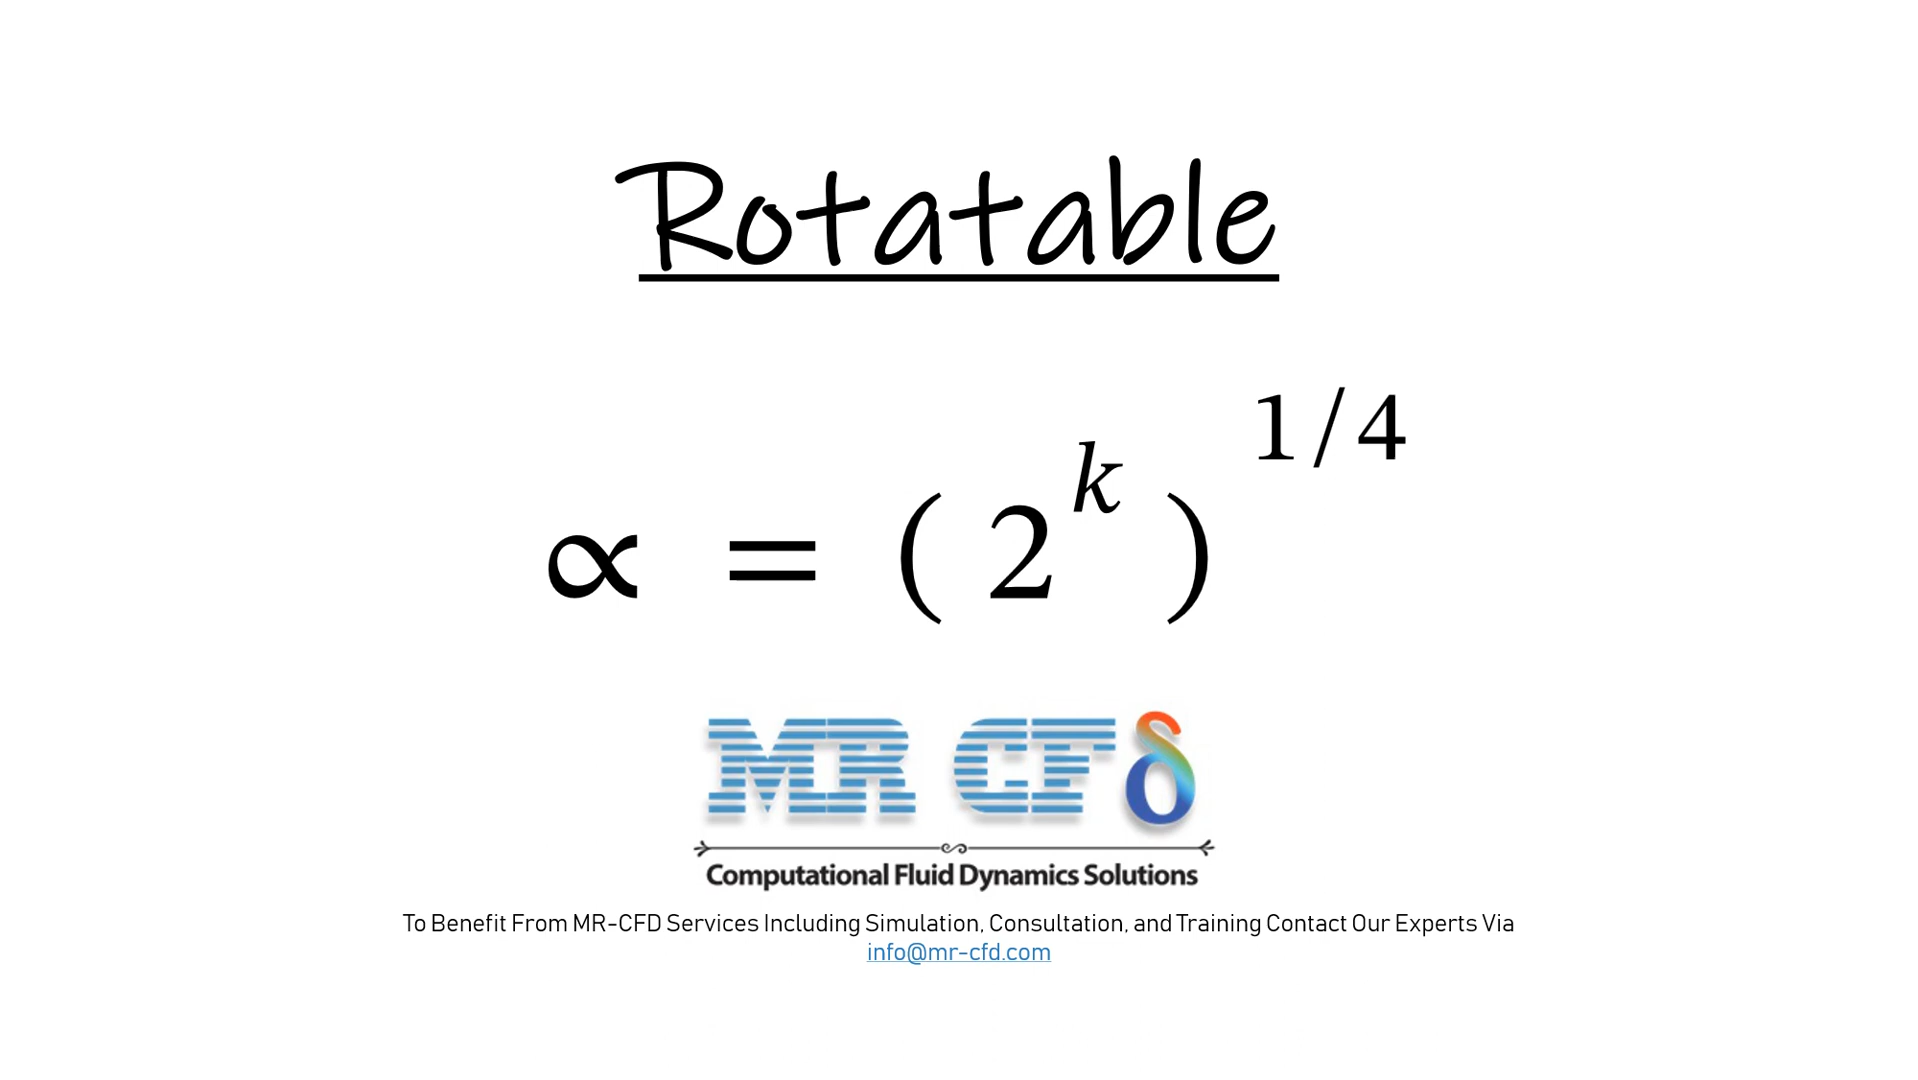 Rotatable
∝ = ( 2^k )^1/4
MR CFδ
Computational Fluid Dynamics Solutions
To Benefit From MR-CFD Services Including Simulation, Consultation, and Training Contact Our Experts Via
info@mr-cfd.com